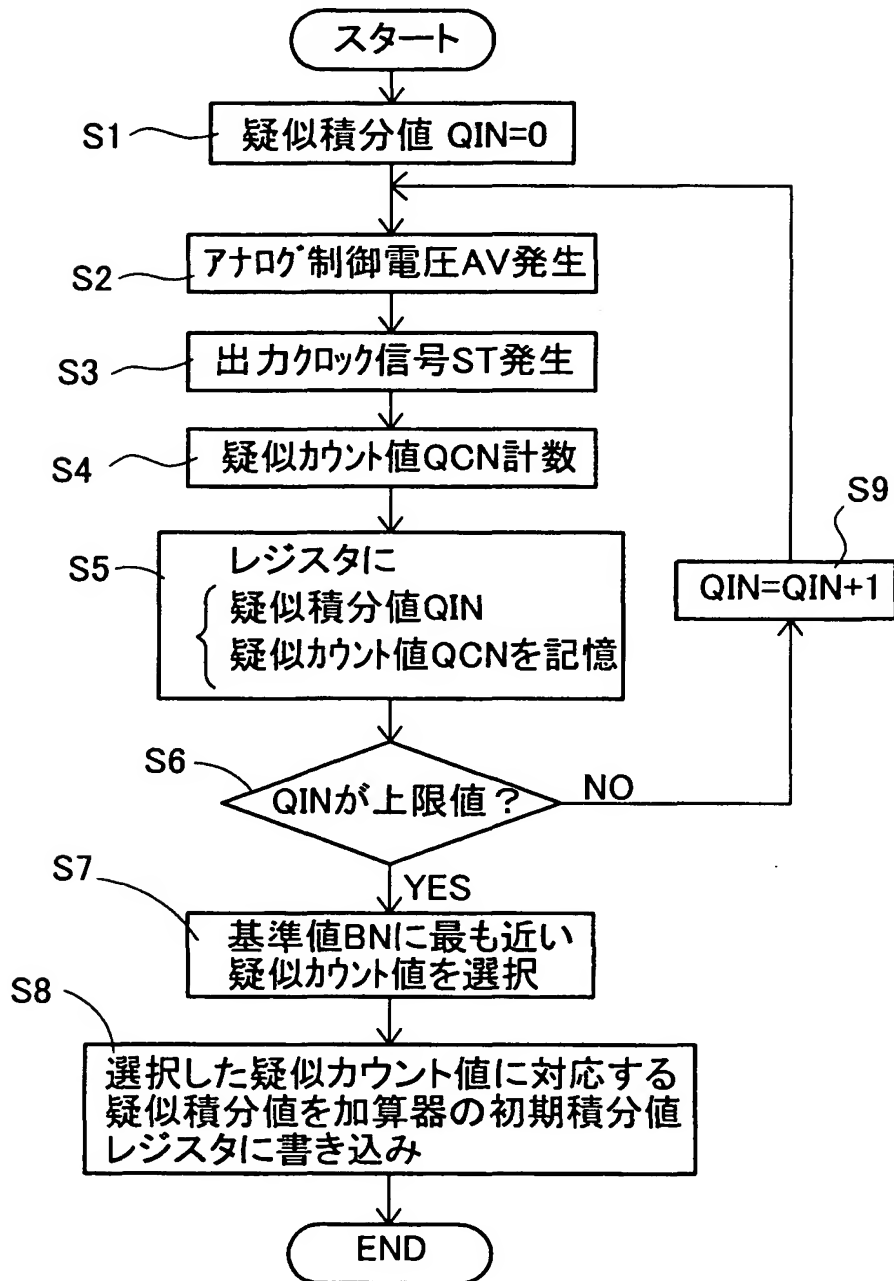 スタート
S1
疑似積分値 QIN=0
S2
アナログ制御電圧AV発生
S3
出力クロック信号ST発生
S4
疑似カウント値QCN計数
S5
レジスタに
疑似積分値QIN
疑似カウント値QCNを記憶
S9
QIN=QIN+1
S6
QINが上限値？
NO
YES
S7
基準値BNに最も近い
疑似カウント値を選択
S8
選択した疑似カウント値に対応する
疑似積分値を加算器の初期積分値
レジスタに書き込み
END